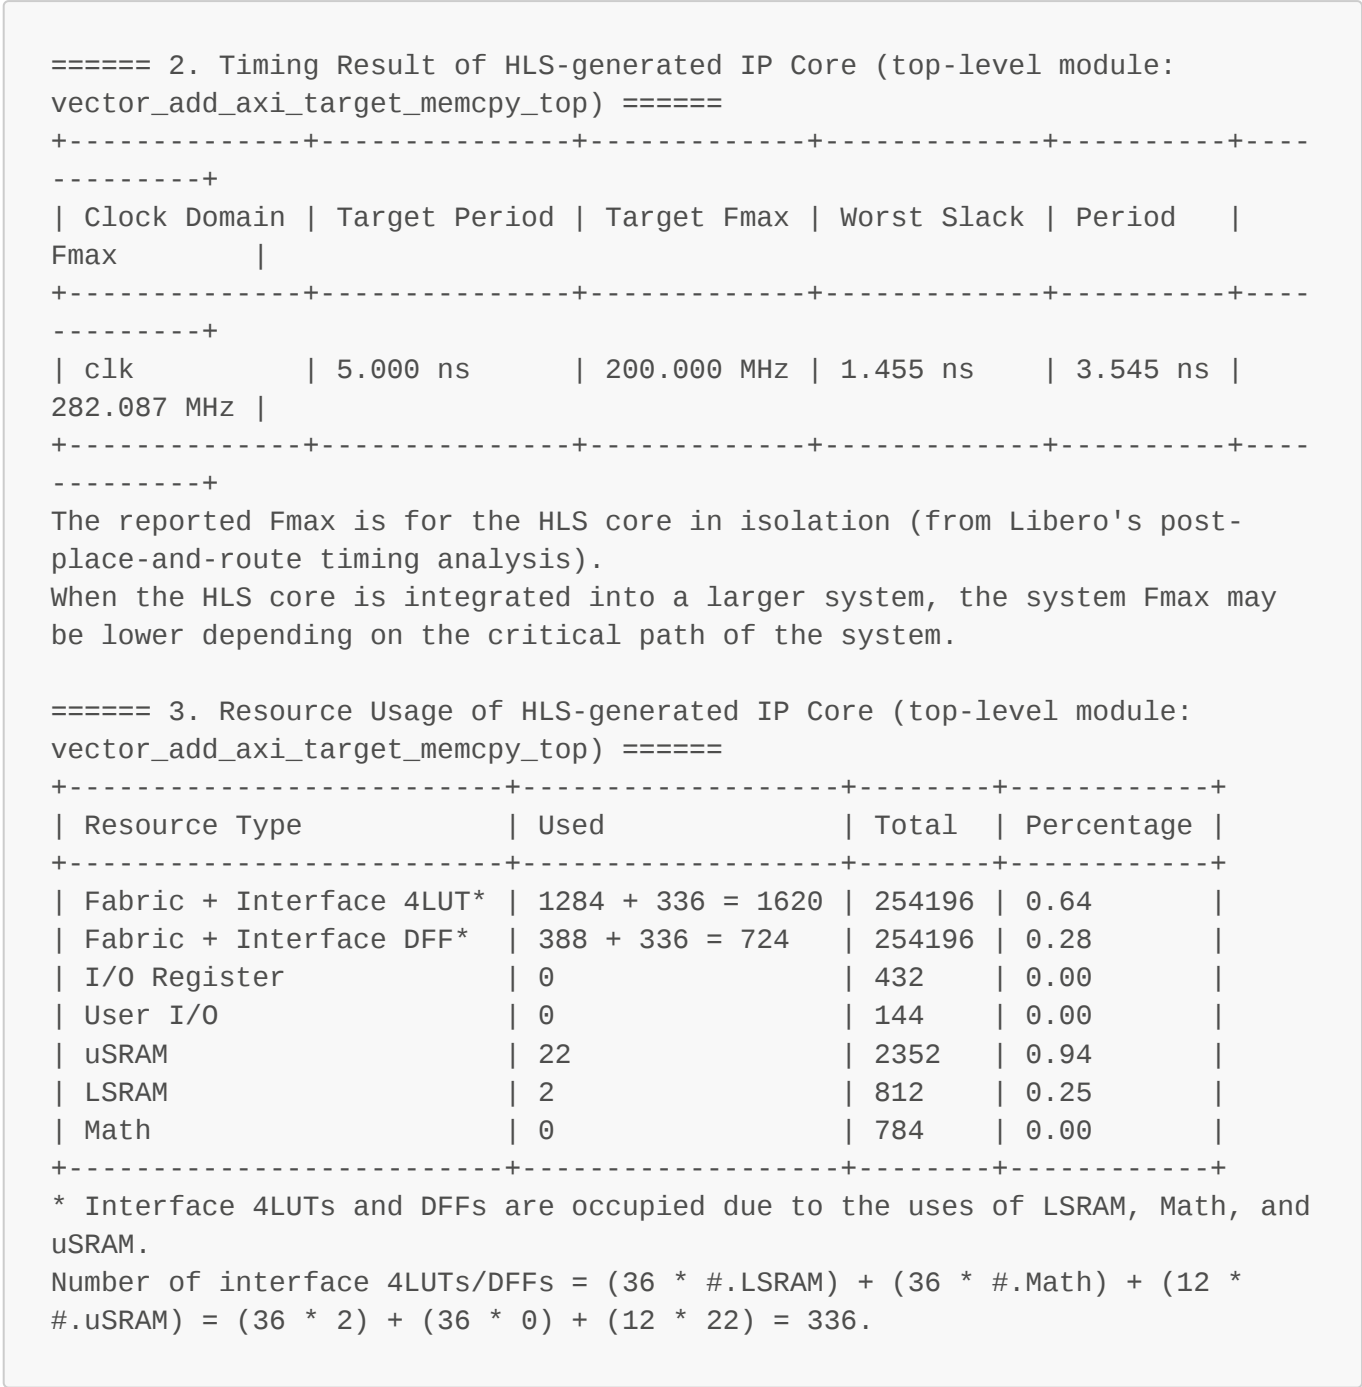 ====== 2. Timing Result of HLS-generated IP Core (top-level module:
vector_add_axi_target_memcpy_top) ======
+--------------+---------------+-------------+-------------+----------+----
---------+
| Clock Domain | Target Period | Target Fmax | Worst Slack | Period   |
Fmax        |
+--------------+---------------+-------------+-------------+----------+----
---------+
| clk          | 5.000 ns      | 200.000 MHz | 1.455 ns    | 3.545 ns |
282.087 MHz |
+--------------+---------------+-------------+-------------+----------+----
---------+
The reported Fmax is for the HLS core in isolation (from Libero's post-
place-and-route timing analysis).
When the HLS core is integrated into a larger system, the system Fmax may
be lower depending on the critical path of the system.

====== 3. Resource Usage of HLS-generated IP Core (top-level module:
vector_add_axi_target_memcpy_top) ======
+--------------------------+-------------------+--------+------------+
| Resource Type            | Used              | Total  | Percentage |
+--------------------------+-------------------+--------+------------+
| Fabric + Interface 4LUT* | 1284 + 336 = 1620 | 254196 | 0.64       |
| Fabric + Interface DFF*  | 388 + 336 = 724   | 254196 | 0.28       |
| I/O Register             | 0                 | 432    | 0.00       |
| User I/O                 | 0                 | 144    | 0.00       |
| uSRAM                    | 22                | 2352   | 0.94       |
| LSRAM                    | 2                 | 812    | 0.25       |
| Math                     | 0                 | 784    | 0.00       |
+--------------------------+-------------------+--------+------------+
* Interface 4LUTs and DFFs are occupied due to the uses of LSRAM, Math, and
uSRAM.
Number of interface 4LUTs/DFFs = (36 * #.LSRAM) + (36 * #.Math) + (12 *
#.uSRAM) = (36 * 2) + (36 * 0) + (12 * 22) = 336.